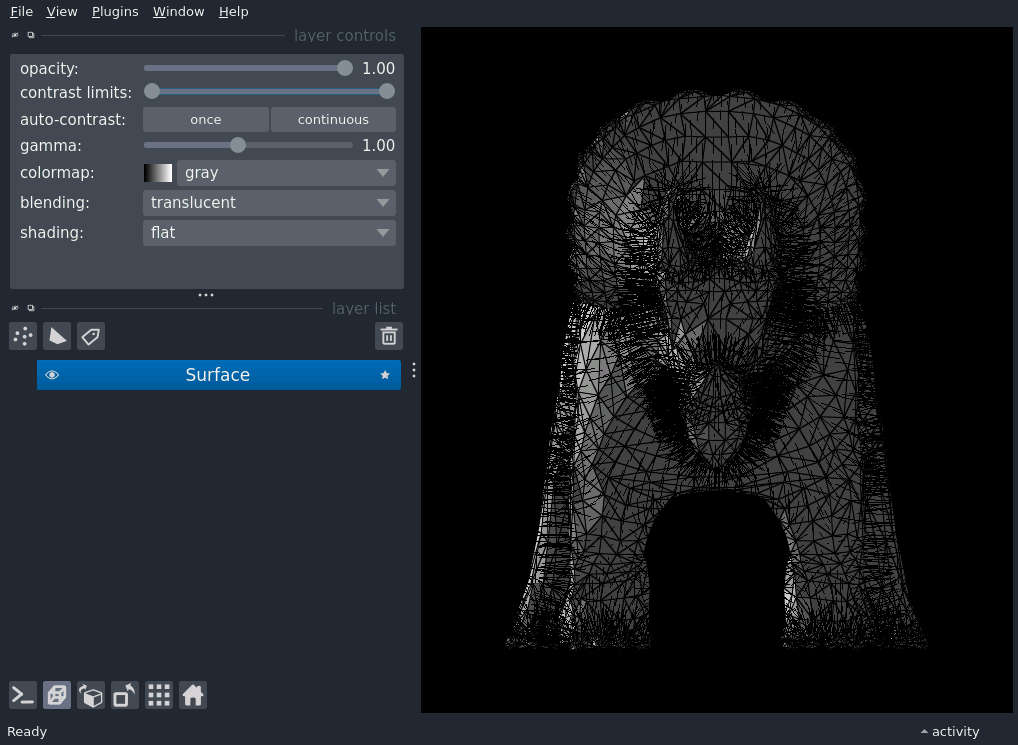 File View Plugins Window Help
layer controls
opacity: 1.00
contrast limits:
auto-contrast: once continuous
gamma: 1.00
colormap: gray
blending: translucent
shading: flat
layer list
Surface
Ready
activity